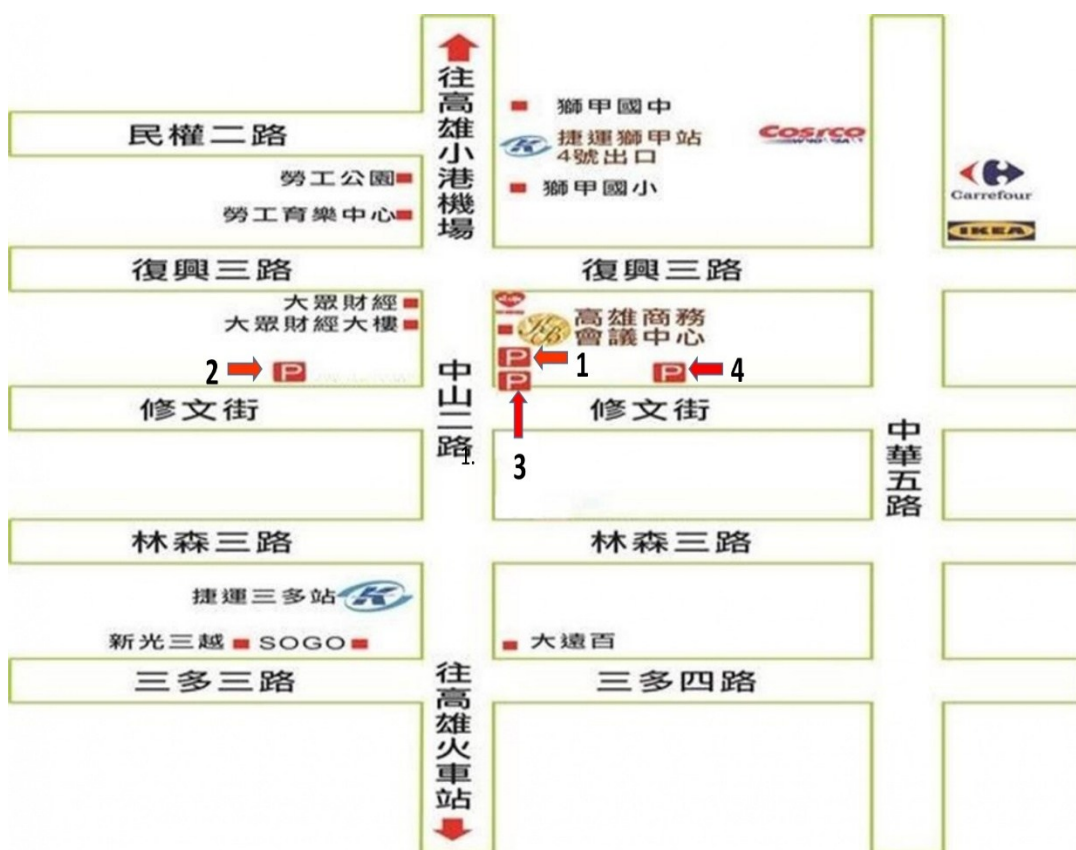 往高雄小港機場
獅甲國中
捷運獅甲站
4號出口
獅甲國小
COSTCO
WHOLESALE
Carrefour
IKEA
民權二路
勞工公園
勞工育樂中心
復興三路
復興三路
大眾財經
大眾財經大樓
高雄商務
會議中心
KB
P
1
P
2
P
3
P
4
中山二路
1.
修文街
修文街
中華五路
林森三路
林森三路
捷運三多站
新光三越
SOGO
大遠百
三多三路
三多四路
往高雄火車站